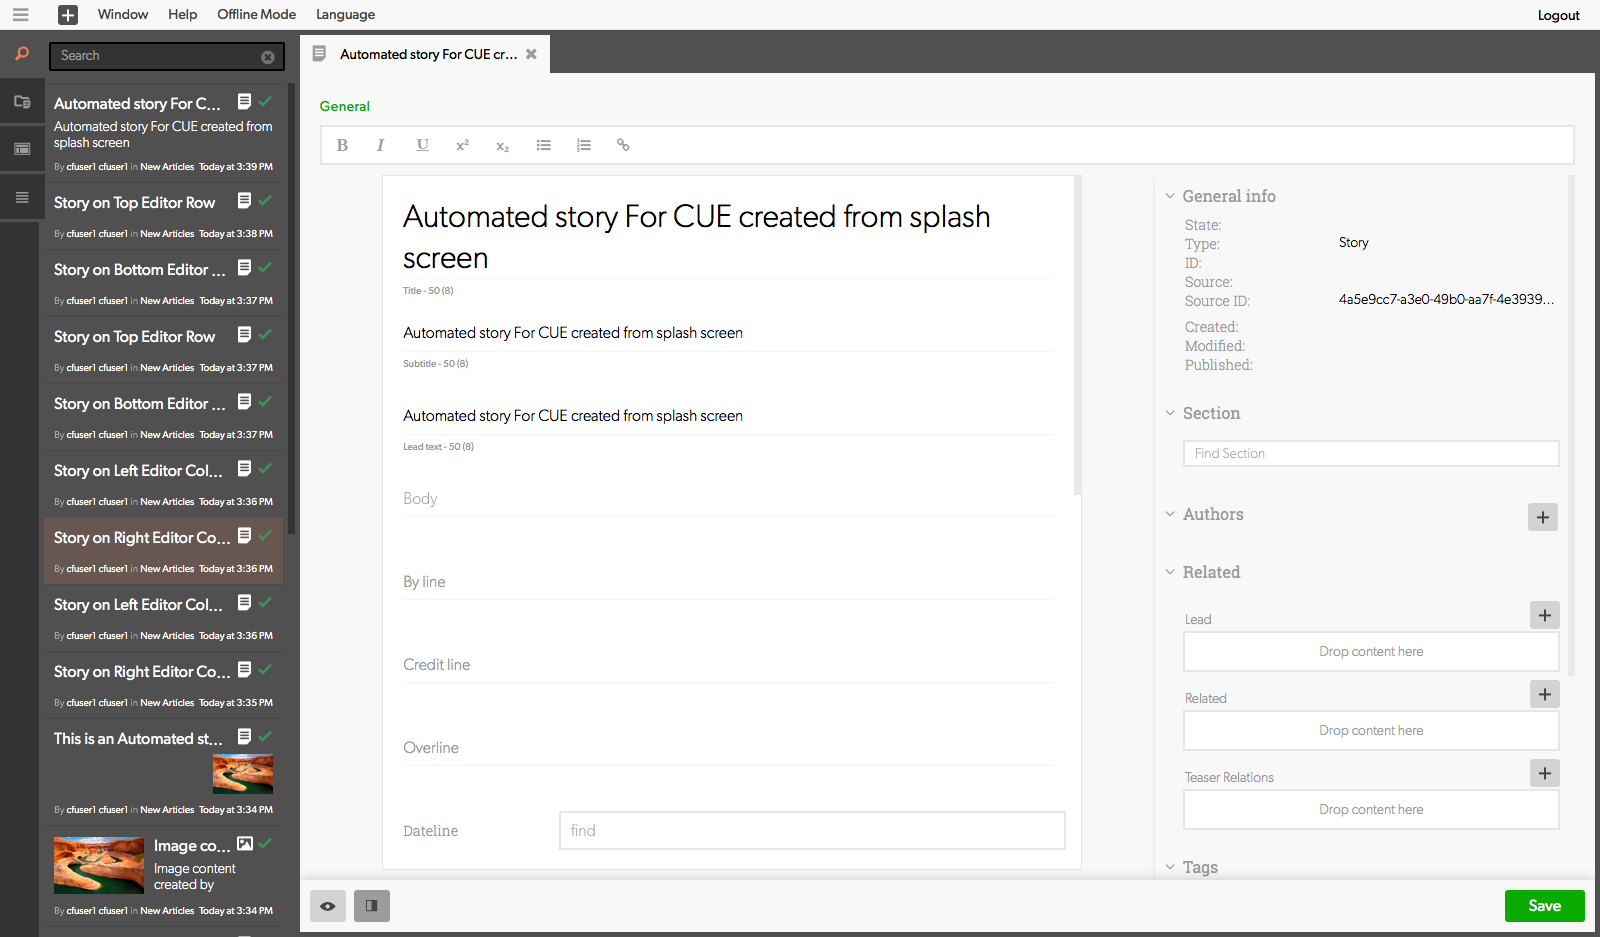 Window Help Offline Mode Language Logout
Search
Automated story For C...
Automated story For CUE created from
splash screen
By cfuser1 cfuser1 in New Articles Today at 3:39 PM
Story on Top Editor Row
By cfuser1 cfuser1 in New Articles Today at 3:38 PM
Story on Bottom Editor ...
By cfuser1 cfuser1 in New Articles Today at 3:37 PM
Story on Top Editor Row
By cfuser1 cfuser1 in New Articles Today at 3:37 PM
Story on Bottom Editor ...
By cfuser1 cfuser1 in New Articles Today at 3:37 PM
Story on Left Editor Col...
By cfuser1 cfuser1 in New Articles Today at 3:36 PM
Story on Right Editor Co...
By cfuser1 cfuser1 in New Articles Today at 3:36 PM
Story on Left Editor Col...
By cfuser1 cfuser1 in New Articles Today at 3:36 PM
Story on Right Editor Co...
By cfuser1 cfuser1 in New Articles Today at 3:35 PM
This is an Automated st...
By cfuser1 cfuser1 in New Articles Today at 3:34 PM
Image co...
Image content
created by
By cfuser1 cfuser1 in New Articles Today at 3:34 PM
Automated story For CUE cr...
General
B I U x² x₂
Automated story For CUE created from splash
screen
Title - 50 (8)
Automated story For CUE created from splash screen
Subtitle - 50 (8)
Automated story For CUE created from splash screen
Lead text - 50 (8)
Body
By line
Credit line
Overline
Dateline find
General info
State:
Type: Story
ID:
Source:
Source ID: 4a5e9cc7-a3e0-49b0-aa7f-4e3939...
Created:
Modified:
Published:
Section
Find Section
Authors
Related
Lead
Drop content here
Related
Drop content here
Teaser Relations
Drop content here
Tags
Save